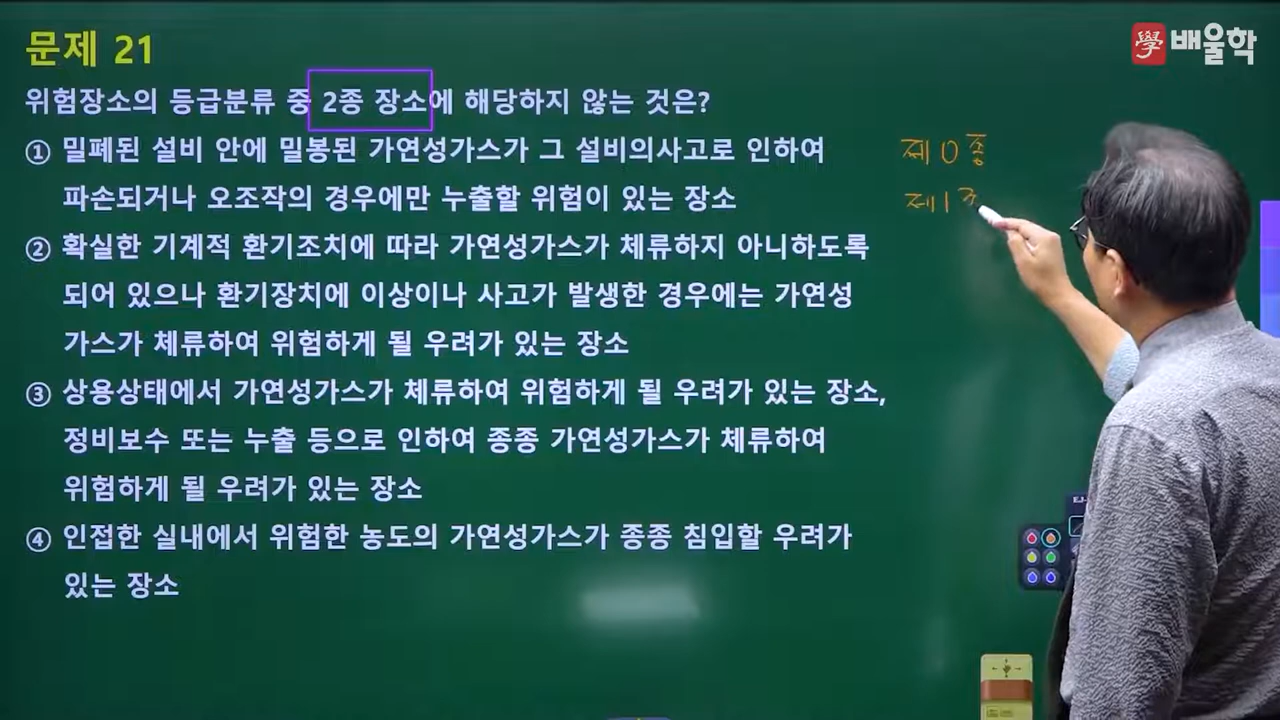 문제 21
學 배울학
위험장소의 등급분류 중 2종 장소에 해당하지 않는 것은?
① 밀폐된 설비 안에 밀봉된 가연성가스가 그 설비의사고로 인하여
파손되거나 오조작의 경우에만 누출할 위험이 있는 장소
② 확실한 기계적 환기조치에 따라 가연성가스가 체류하지 아니하도록
되어 있으나 환기장치에 이상이나 사고가 발생한 경우에는 가연성
가스가 체류하여 위험하게 될 우려가 있는 장소
③ 상용상태에서 가연성가스가 체류하여 위험하게 될 우려가 있는 장소,
정비보수 또는 누출 등으로 인하여 종종 가연성가스가 체류하여
위험하게 될 우려가 있는 장소
④ 인접한 실내에서 위험한 농도의 가연성가스가 종종 침입할 우려가
있는 장소
제0종
제1